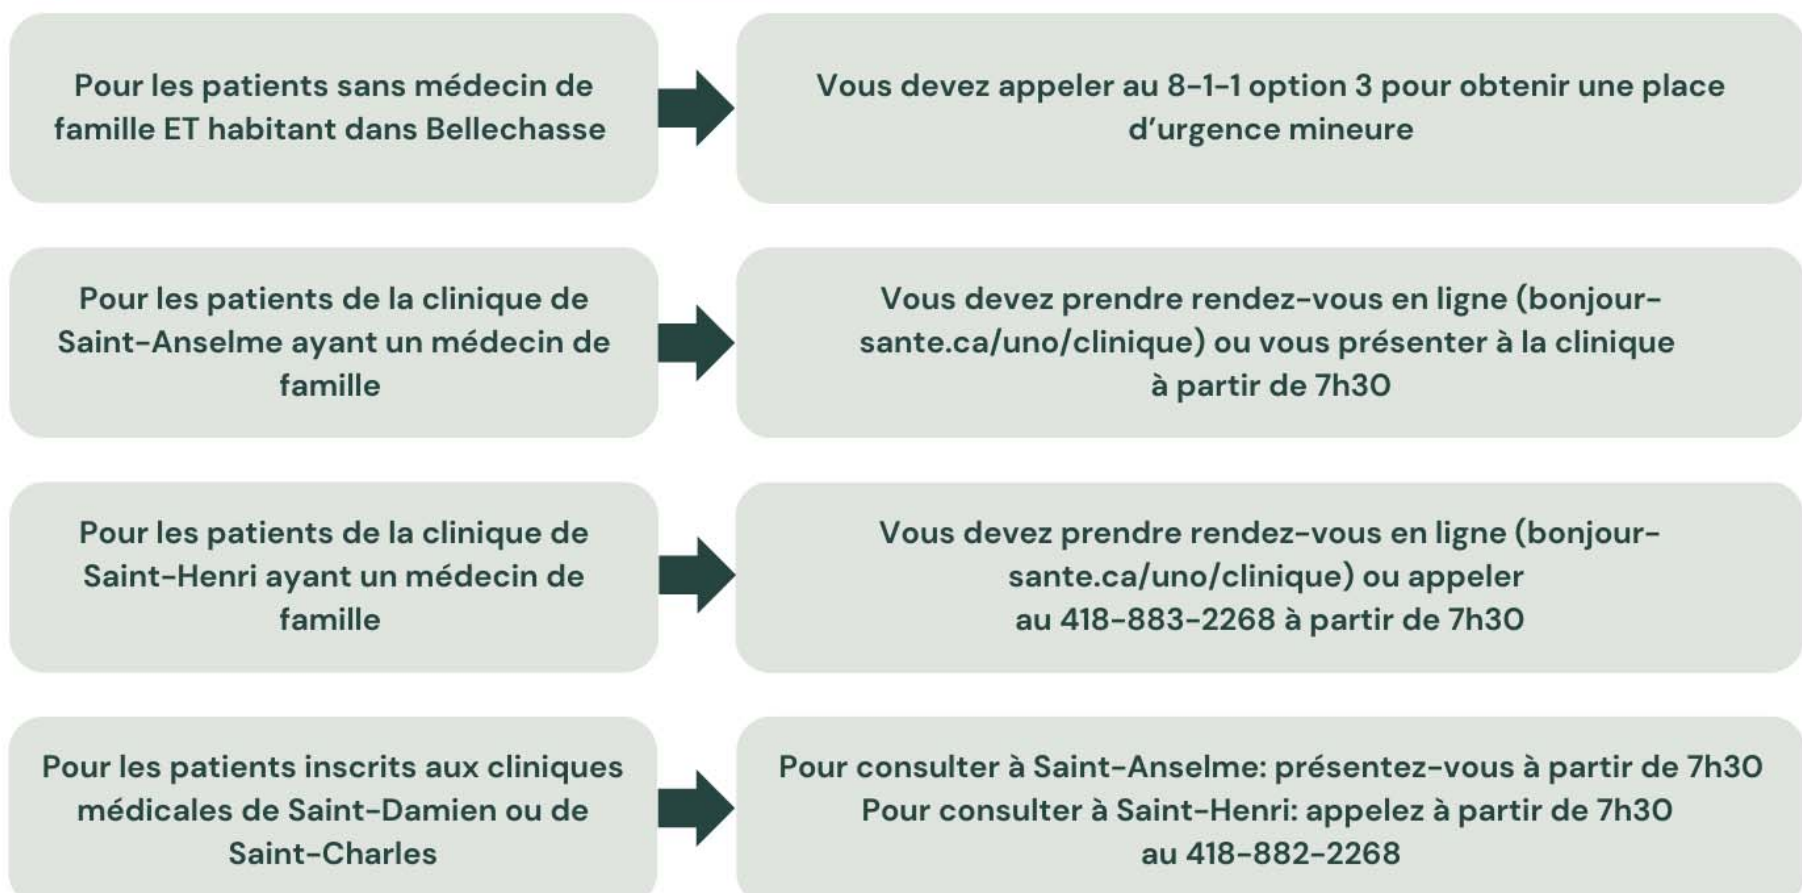 Pour les patients sans médecin de
famille ET habitant dans Bellechasse
Vous devez appeler au 8-1-1 option 3 pour obtenir une place
d'urgence mineure
Pour les patients de la clinique de
Saint-Anselme ayant un médecin de
famille
Vous devez prendre rendez-vous en ligne (bonjour-
sante.ca/uno/clinique) ou vous présenter à la clinique
à partir de 7h30
Pour les patients de la clinique de
Saint-Henri ayant un médecin de
famille
Vous devez prendre rendez-vous en ligne (bonjour-
sante.ca/uno/clinique) ou appeler
au 418-883-2268 à partir de 7h30
Pour les patients inscrits aux cliniques
médicales de Saint-Damien ou de
Saint-Charles
Pour consulter à Saint-Anselme: présentez-vous à partir de 7h30
Pour consulter à Saint-Henri: appelez à partir de 7h30
au 418-882-2268